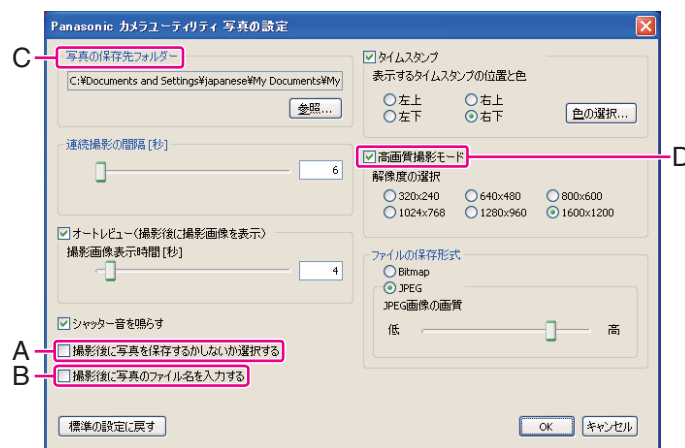 Panasonic カメラユーティリティ 写真の設定
C
写真の保存先フォルダー
C:¥Documents and Settings¥japanese¥My Documents¥My
参照...
連続撮影の間隔 [秒]
6
オートレビュー(撮影後に撮影画像を表示)
撮影画像表示時間 [秒]
4
シャッター音を鳴らす
A
撮影後に写真を保存するかしないか選択する
B
撮影後に写真のファイル名を入力する
標準の設定に戻す
タイムスタンプ
表示するタイムスタンプの位置と色
左上 右上
左下 右下
色の選択...
高画質撮影モード
D
解像度の選択
320x240 640x480 800x600
1024x768 1280x960 1600x1200
ファイルの保存形式
Bitmap
JPEG
JPEG画像の画質
低 高
OK キャンセル